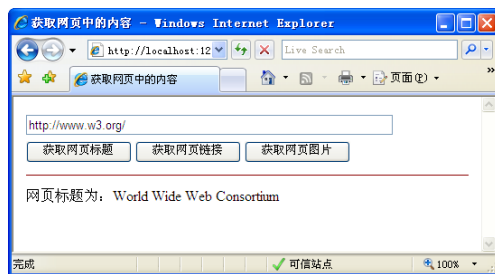 获取网页中的内容 - Windows Internet Explorer
http://localhost:12
Live Search
获取网页中的内容
页面(P)
»
http://www.w3.org/
获取网页标题 获取网页链接 获取网页图片
网页标题为：World Wide Web Consortium
完成 可信站点 100%